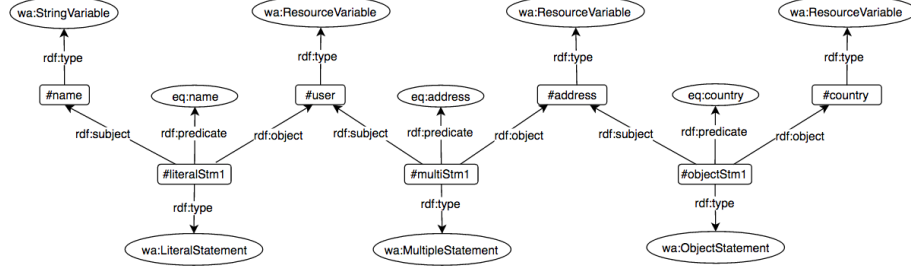 wa:StringVariable
wa:ResourceVariable
wa:ResourceVariable
wa:ResourceVariable
rdf:type
rdf:type
rdf:type
rdf:type
#name
eq:name
#user
eq:address
#address
eq:country
#country
rdf:subject
rdf:predicate
rdf:object
rdf:subject
rdf:predicate
rdf:object
rdf:subject
rdf:predicate
rdf:object
#literalStm1
#multiStm1
#objectStm1
rdf:type
rdf:type
rdf:type
wa:LiteralStatement
wa:MultipleStatement
wa:ObjectStatement